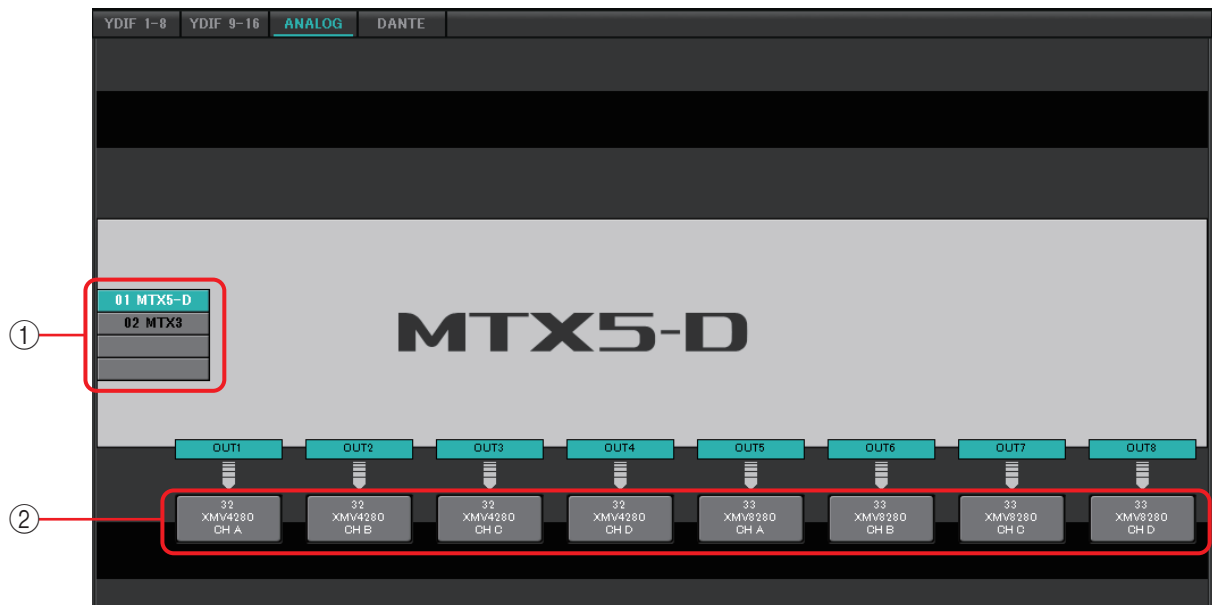 YDIF 1-8 YDIF 9-16 ANALOG DANTE
① 01 MTX5-D
02 MTX3
MTX5-D
OUT1 OUT2 OUT3 OUT4 OUT5 OUT6 OUT7 OUT8
② 32 XMV4280 CH A
32 XMV4280 CH B
32 XMV4280 CH C
32 XMV4280 CH D
33 XMV8280 CH A
33 XMV8280 CH B
33 XMV8280 CH C
33 XMV8280 CH D